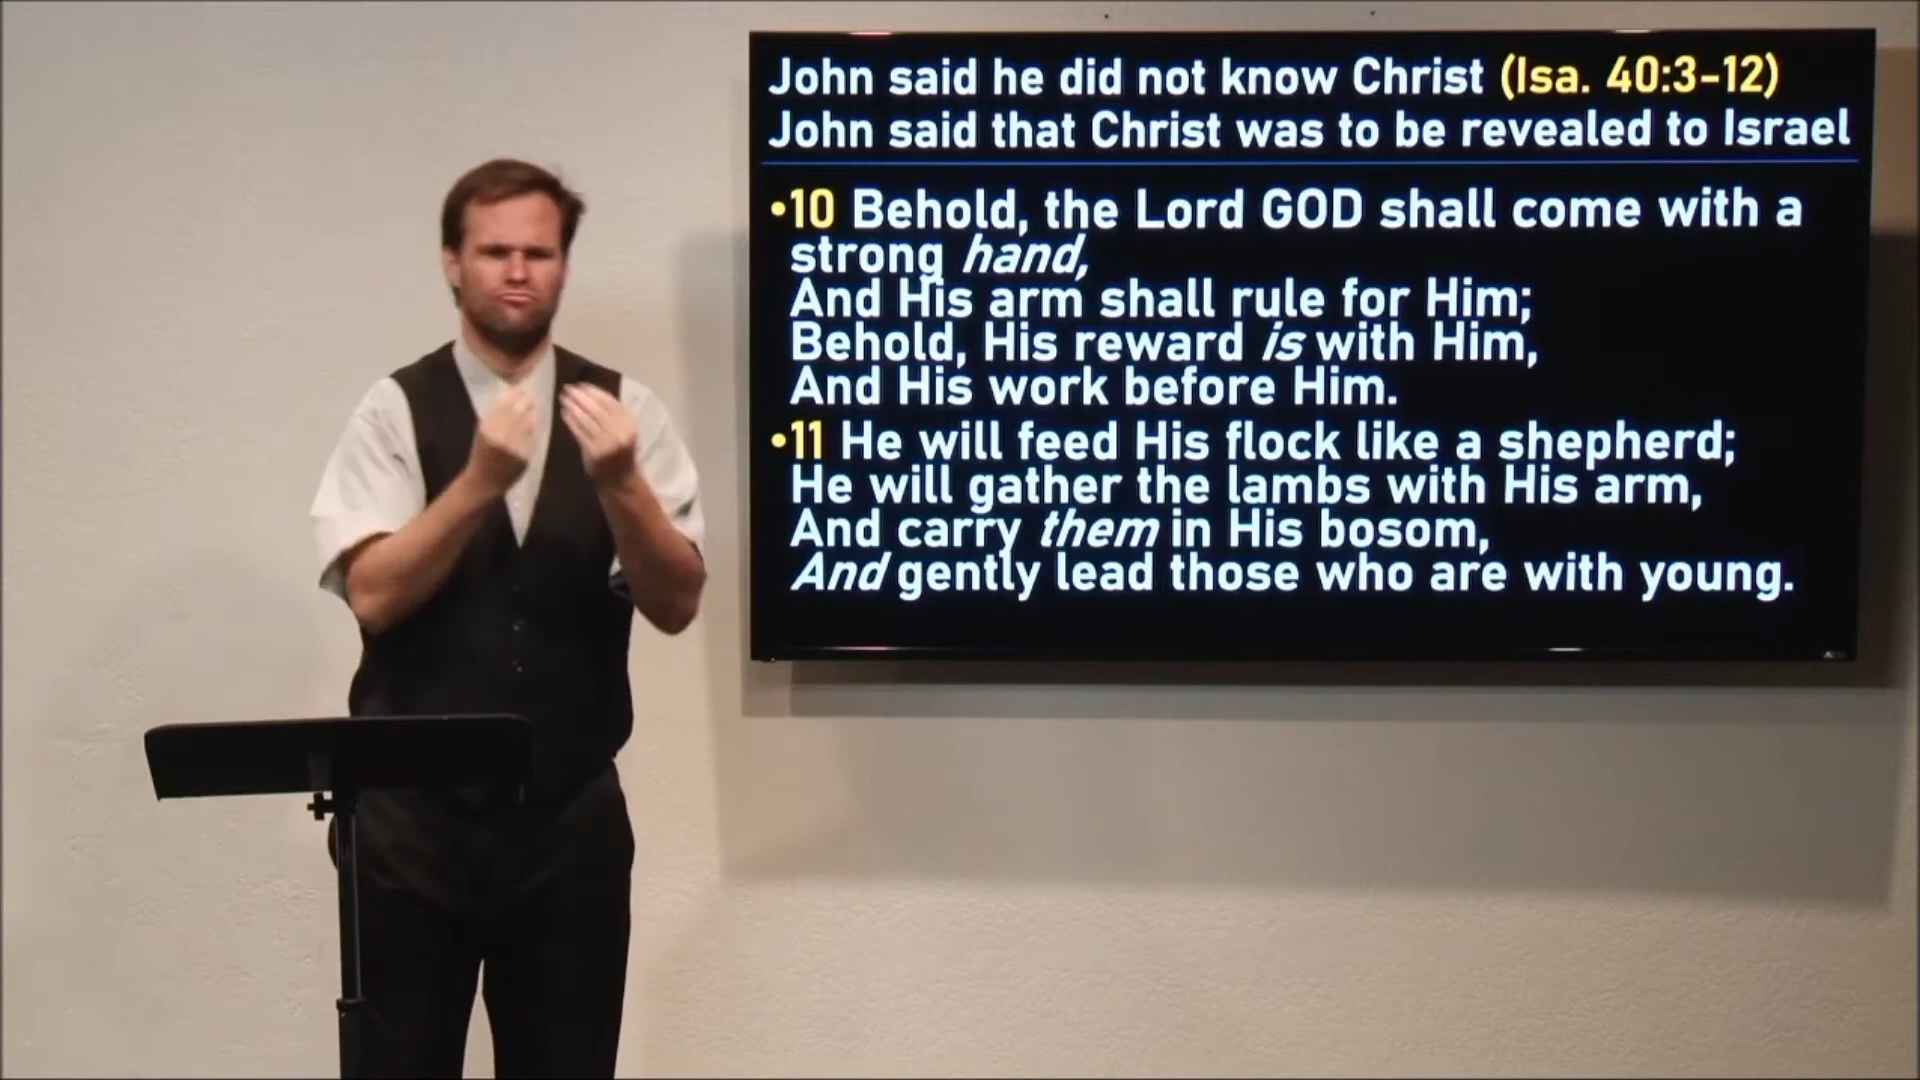 John said he did not know Christ (Isa. 40:3-12)
John said that Christ was to be revealed to Israel
•10 Behold, the Lord GOD shall come with a
strong hand,
And His arm shall rule for Him;
Behold, His reward is with Him,
And His work before Him.
•11 He will feed His flock like a shepherd;
He will gather the lambs with His arm,
And carry them in His bosom,
And gently lead those who are with young.